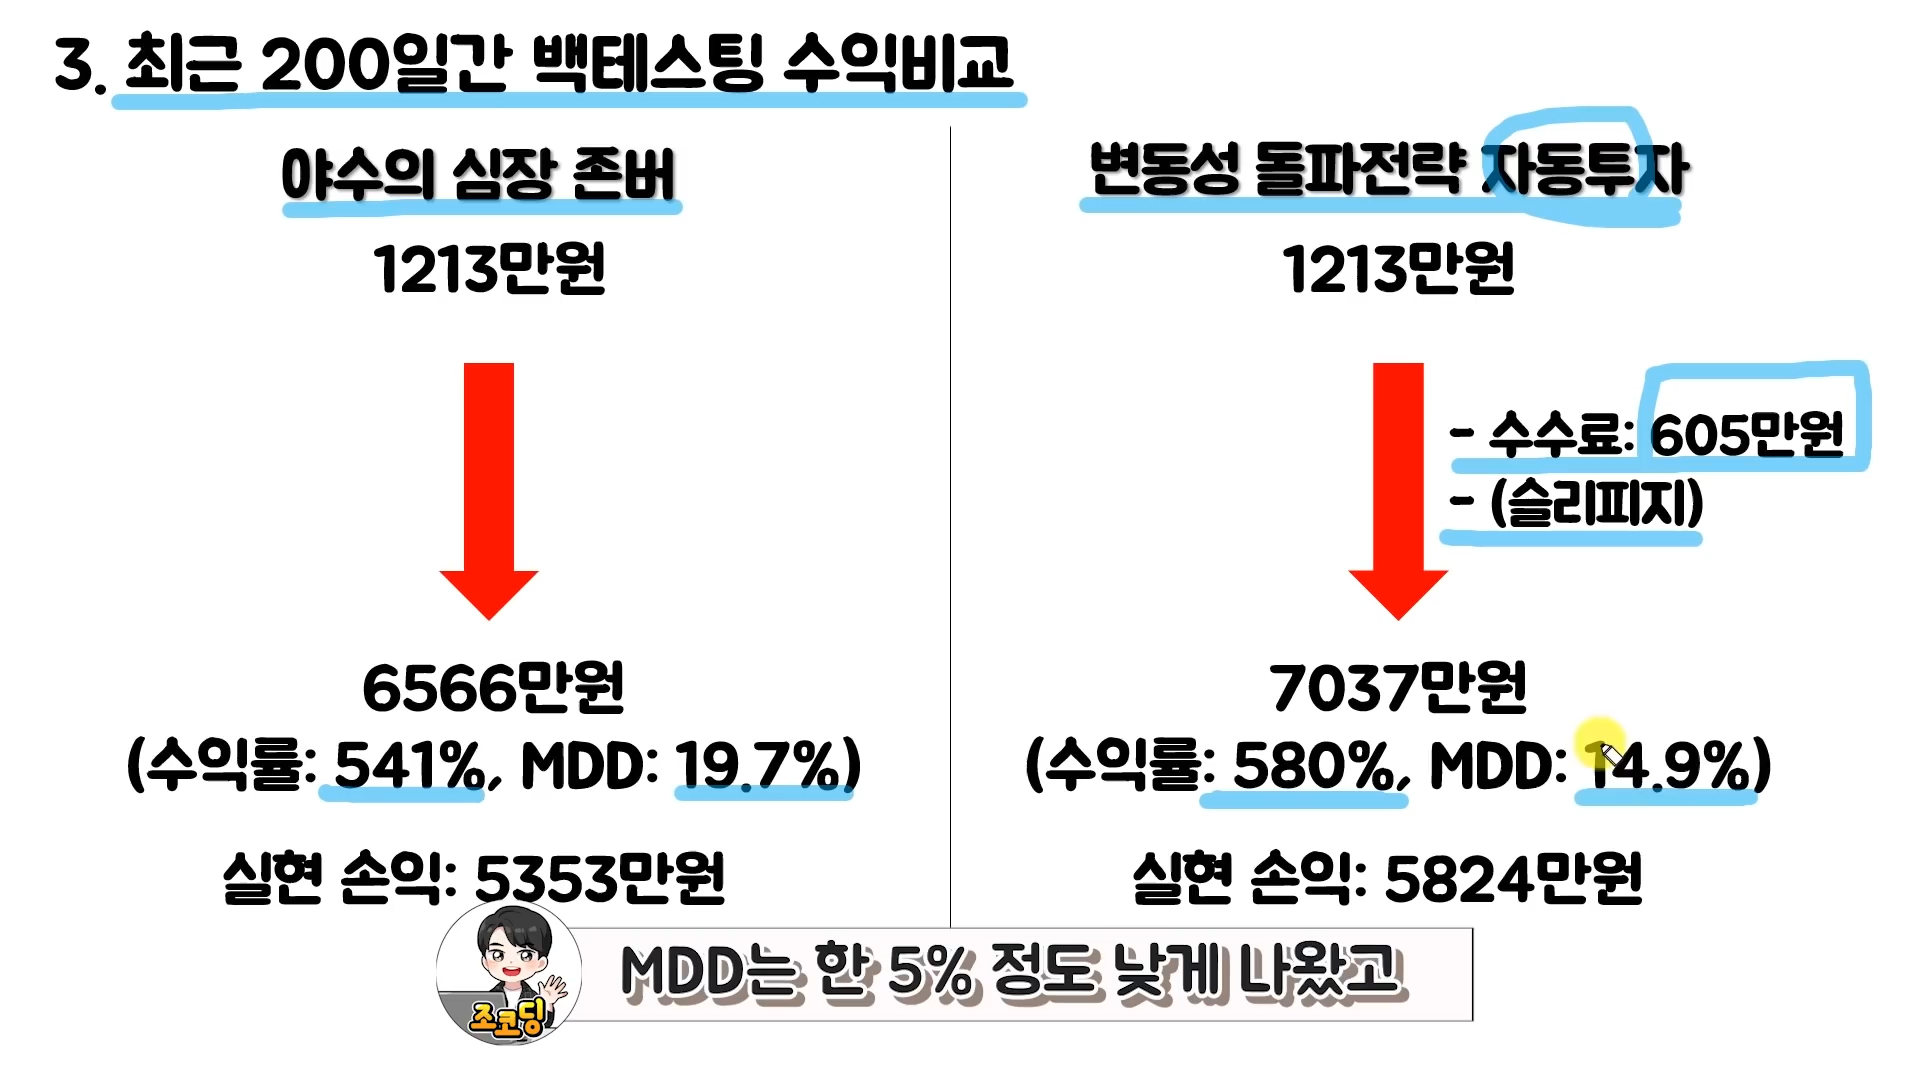 3. 최근 200일간 백테스팅 수익비교
야수의 심장 존버
1213만원
6566만원
(수익률: 541%, MDD: 19.7%)
실현 손익: 5353만원
변동성 돌파전략 자동투자
1213만원
- 수수료: 605만원
- (슬리피지)
7037만원
(수익률: 580%, MDD: 14.9%)
실현 손익: 5824만원
조코딩
MDD는 한 5% 정도 낮게 나왔고